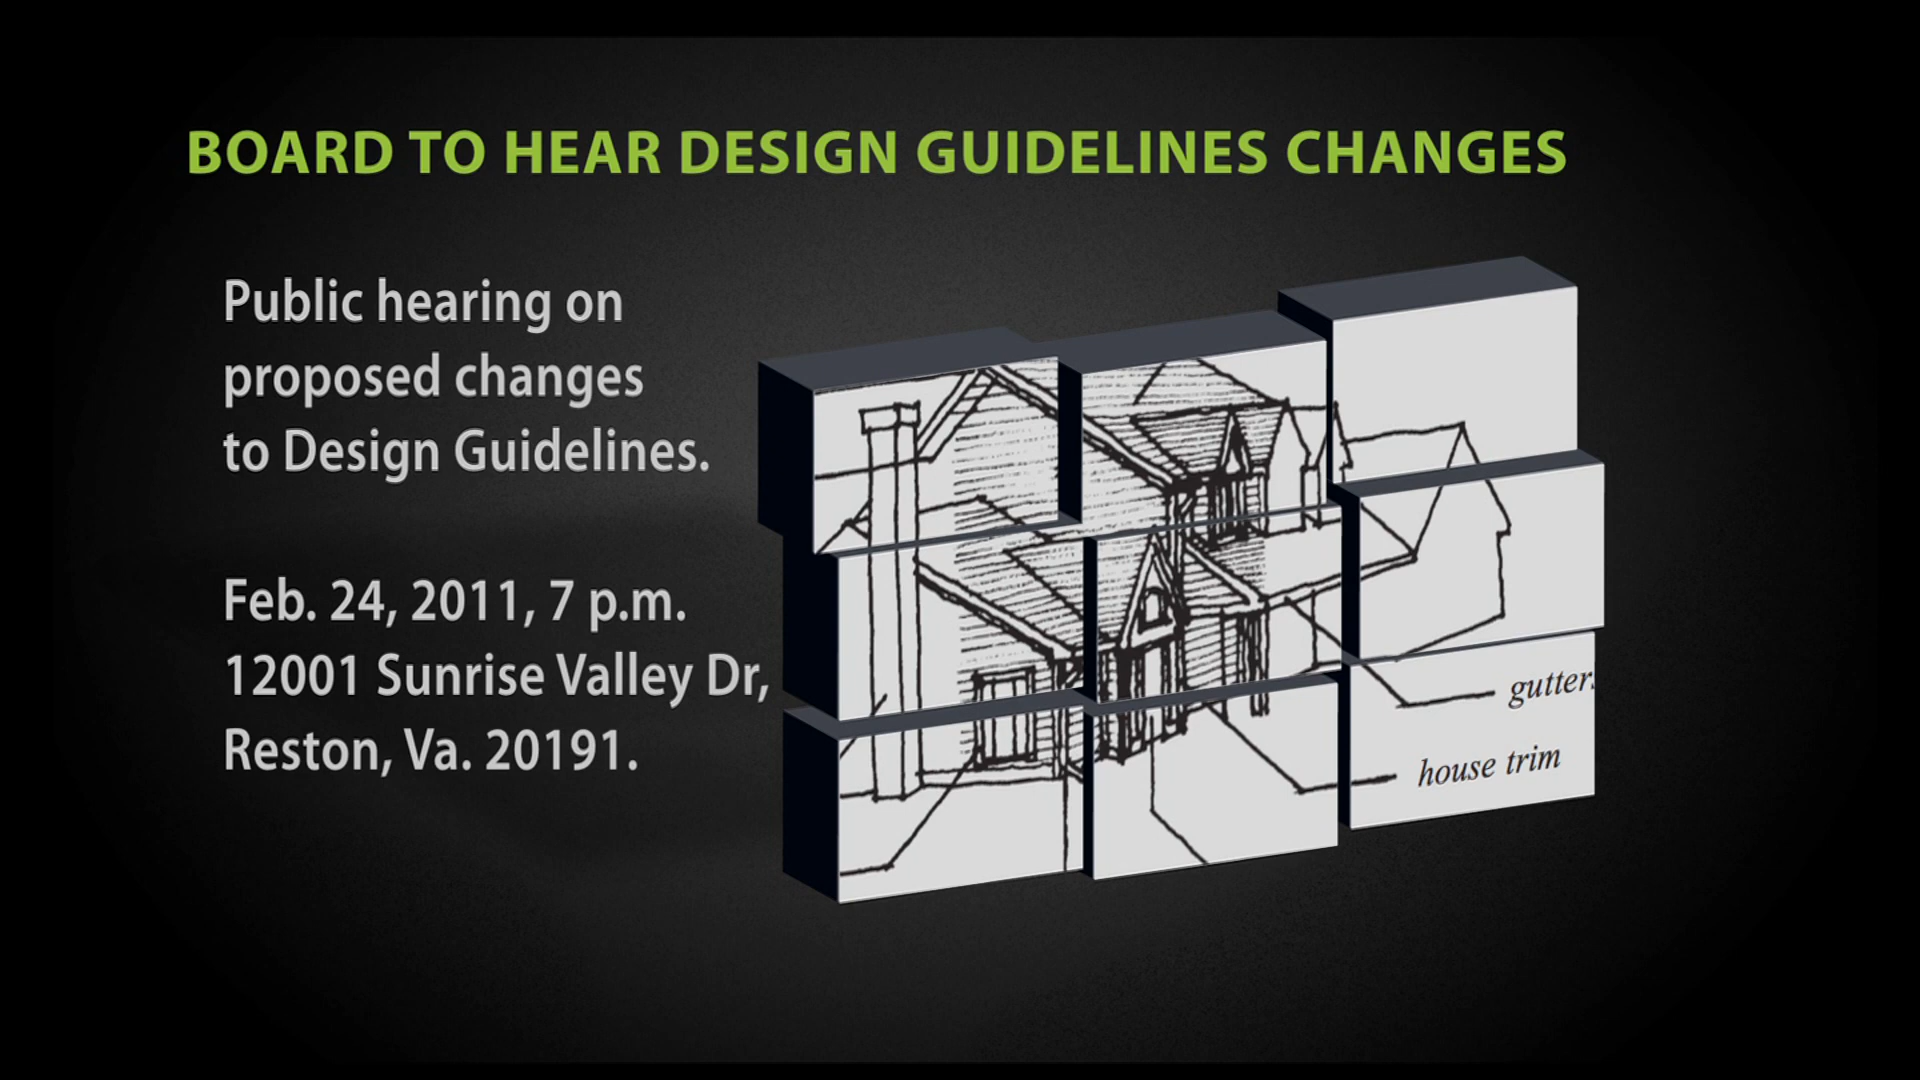 BOARD TO HEAR DESIGN GUIDELINES CHANGES
Public hearing on
proposed changes
to Design Guidelines.
Feb. 24, 2011, 7 p.m.
12001 Sunrise Valley Dr,
Reston, Va. 20191.
gutters
house trim